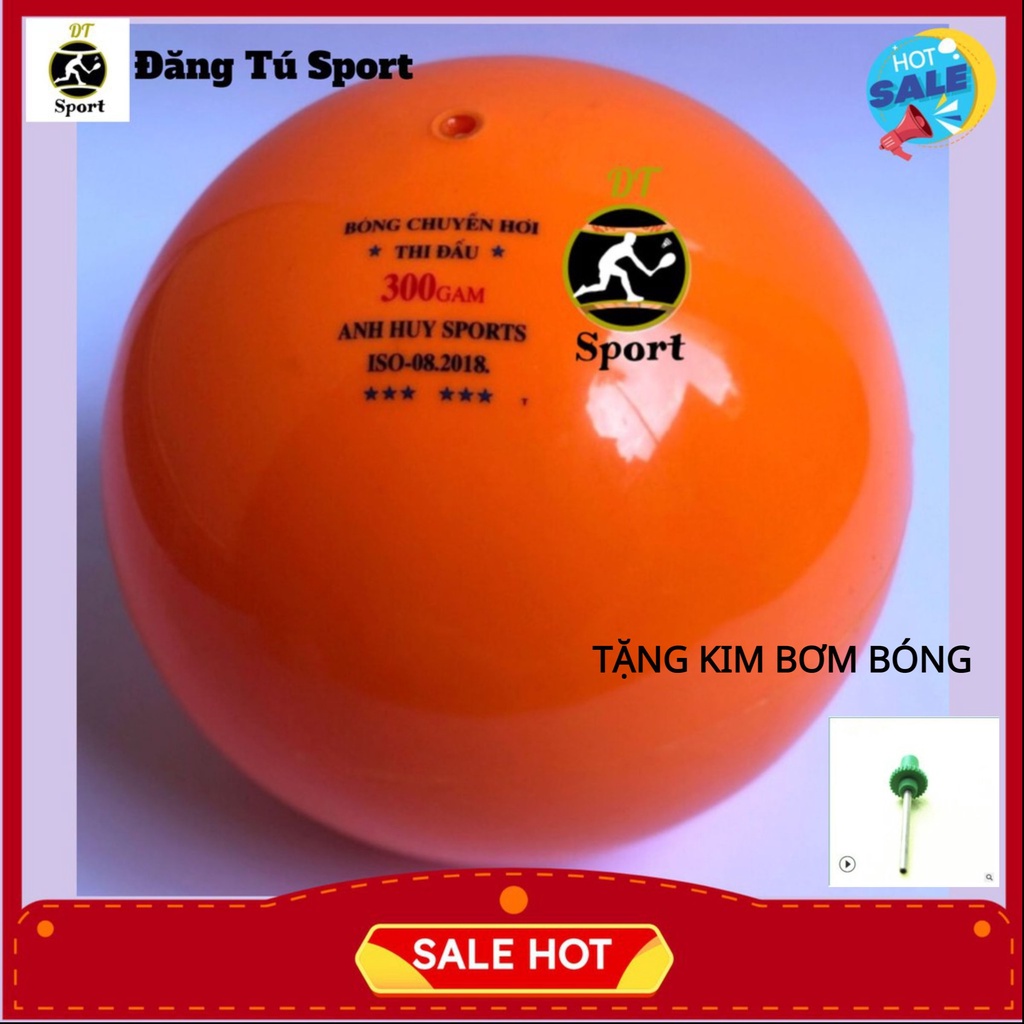 DT
Sport
Đăng Tú Sport
HOT
SALE
BÓNG CHUYỀN HƠI
★ THI ĐẤU ★
300GAM
ANH HUY SPORTS
ISO-08.2018.
★★★ ★★★ T
DT
Sport
TẶNG KIM BƠM BÓNG
SALE HOT